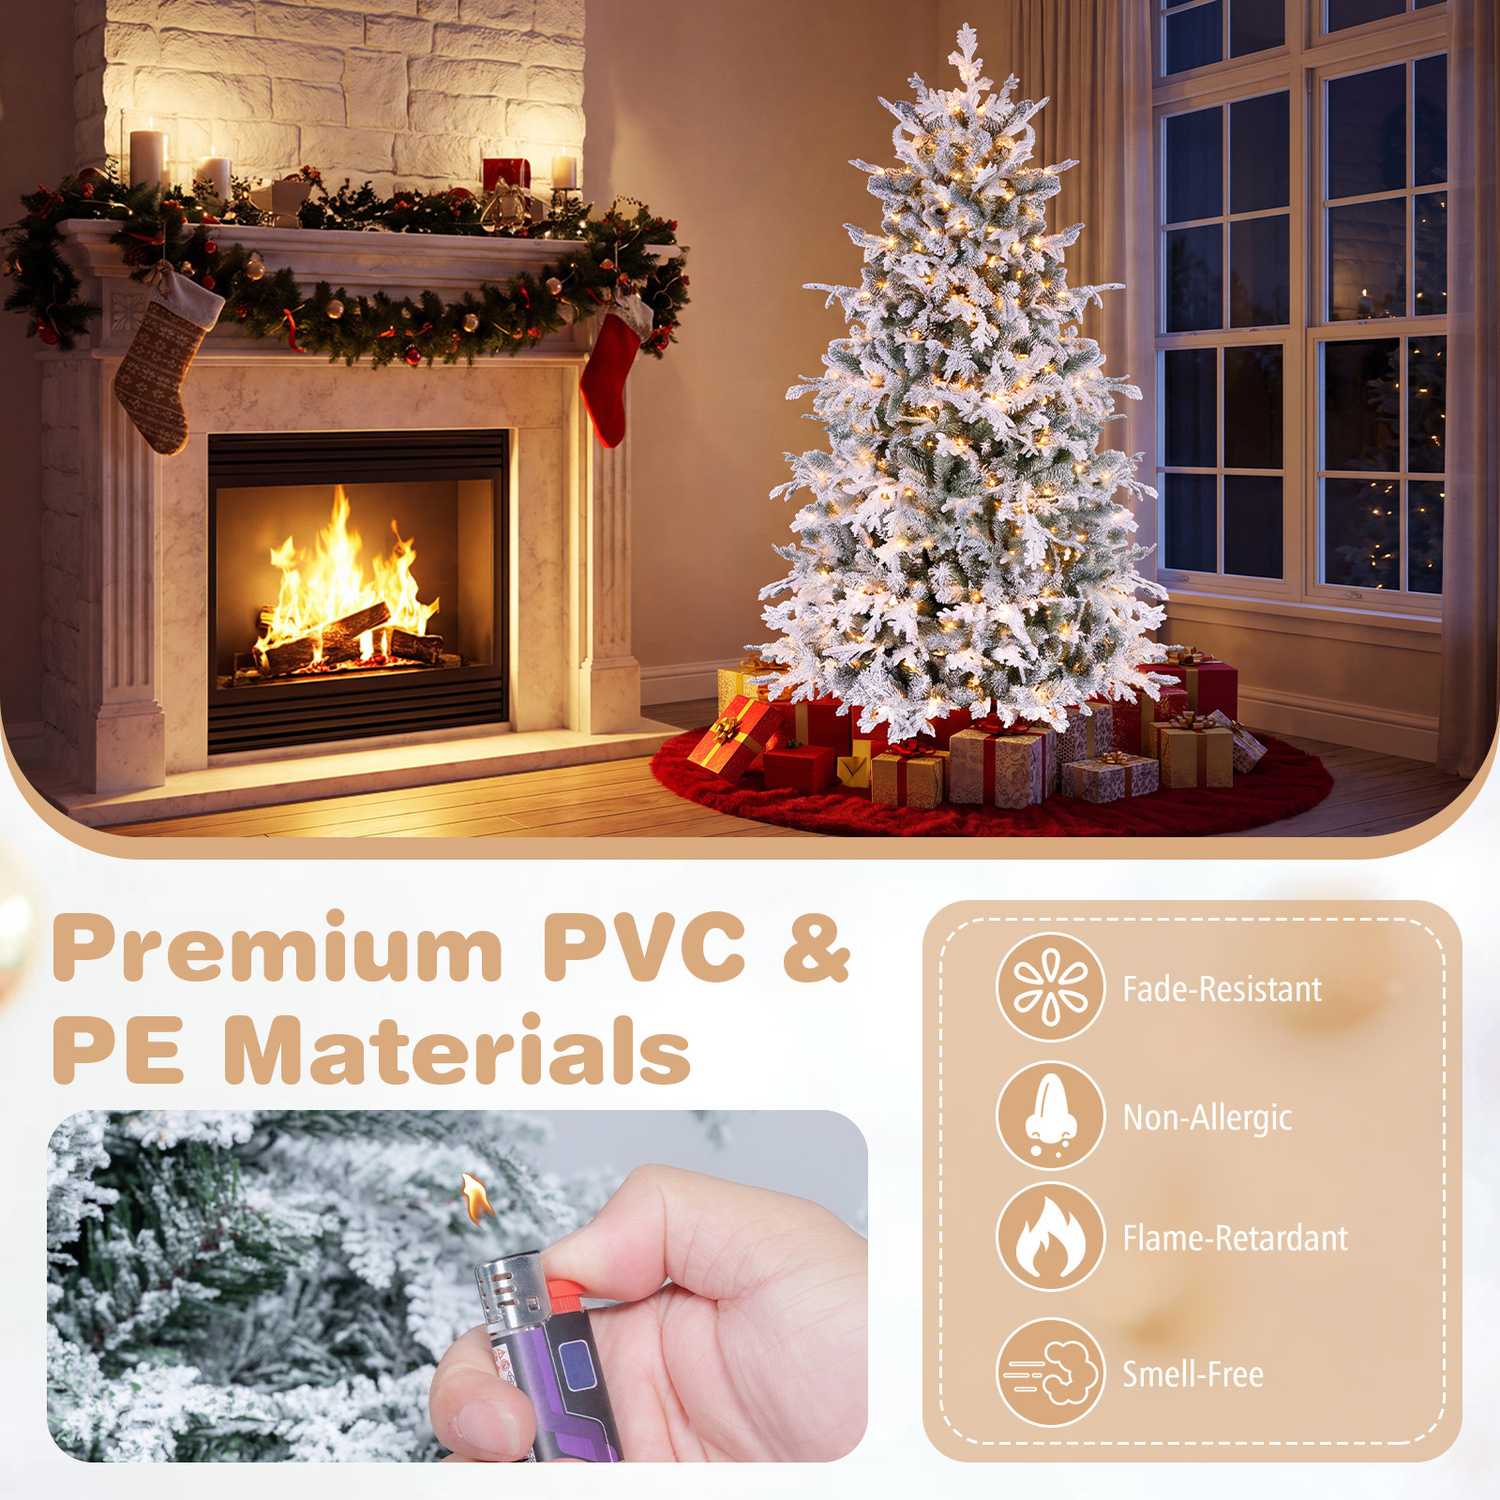 Premium PVC &
PE Materials
Fade-Resistant
Non-Allergic
Flame-Retardant
Smell-Free